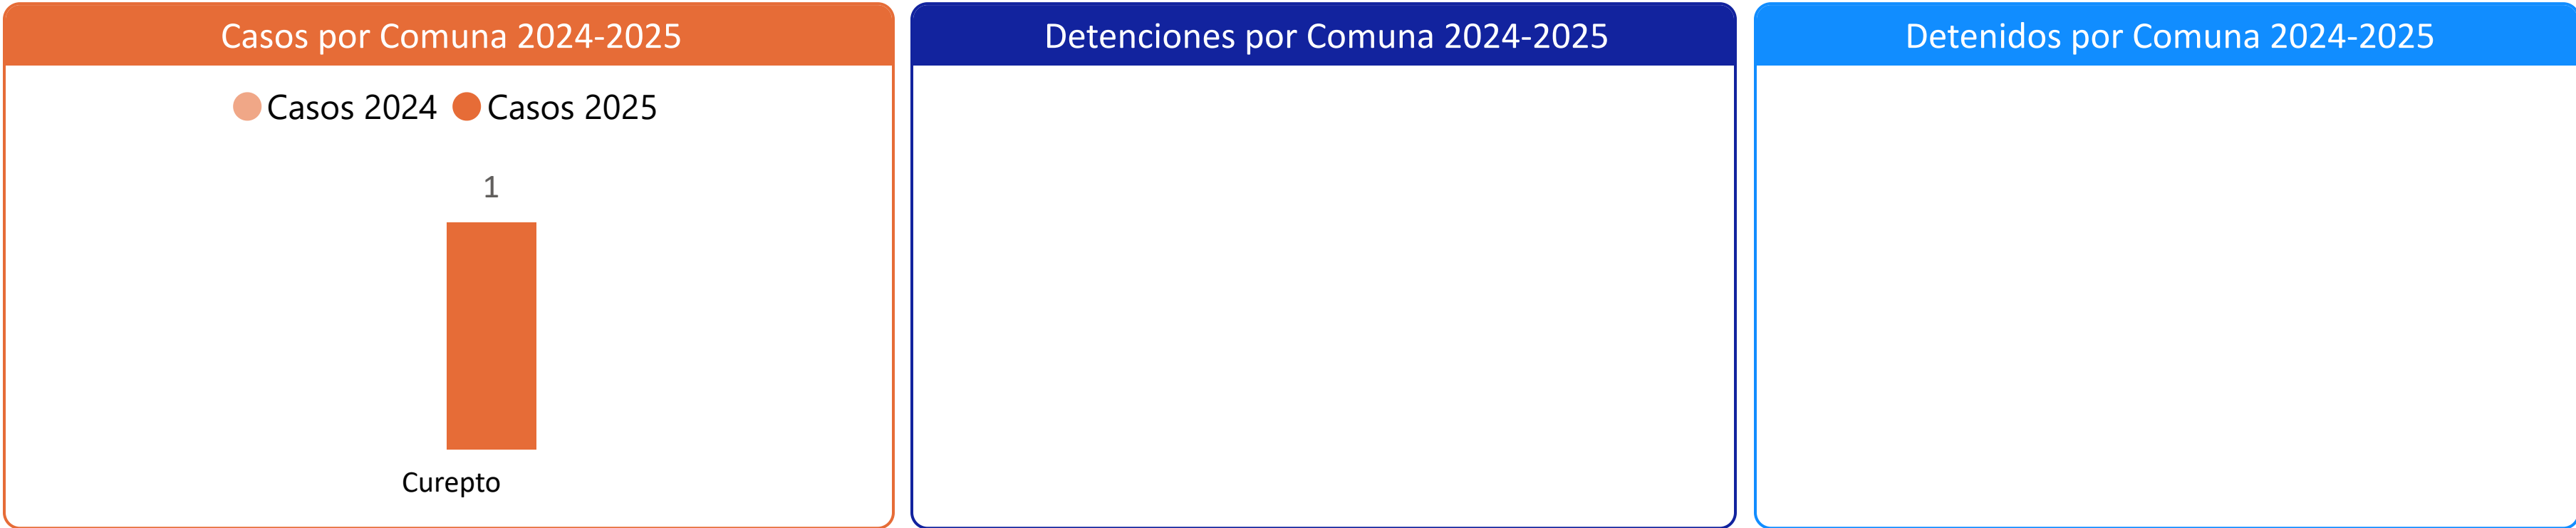 Casos por Comuna 2024-2025
Casos 2024 Casos 2025
1
Curepto
Detenciones por Comuna 2024-2025
Detenidos por Comuna 2024-2025